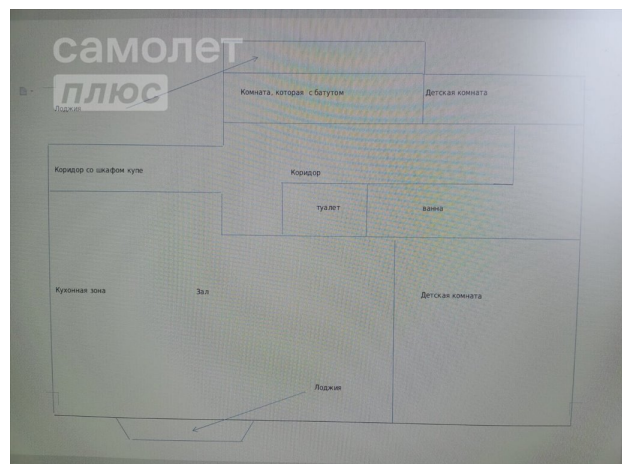 самолет
плюс
Лоджия
Комната, которая с батутом
Детская комната
Коридор со шкафом купе
Коридор
туалет
ванна
Кухонная зона
Зал
Детская комната
Лоджия